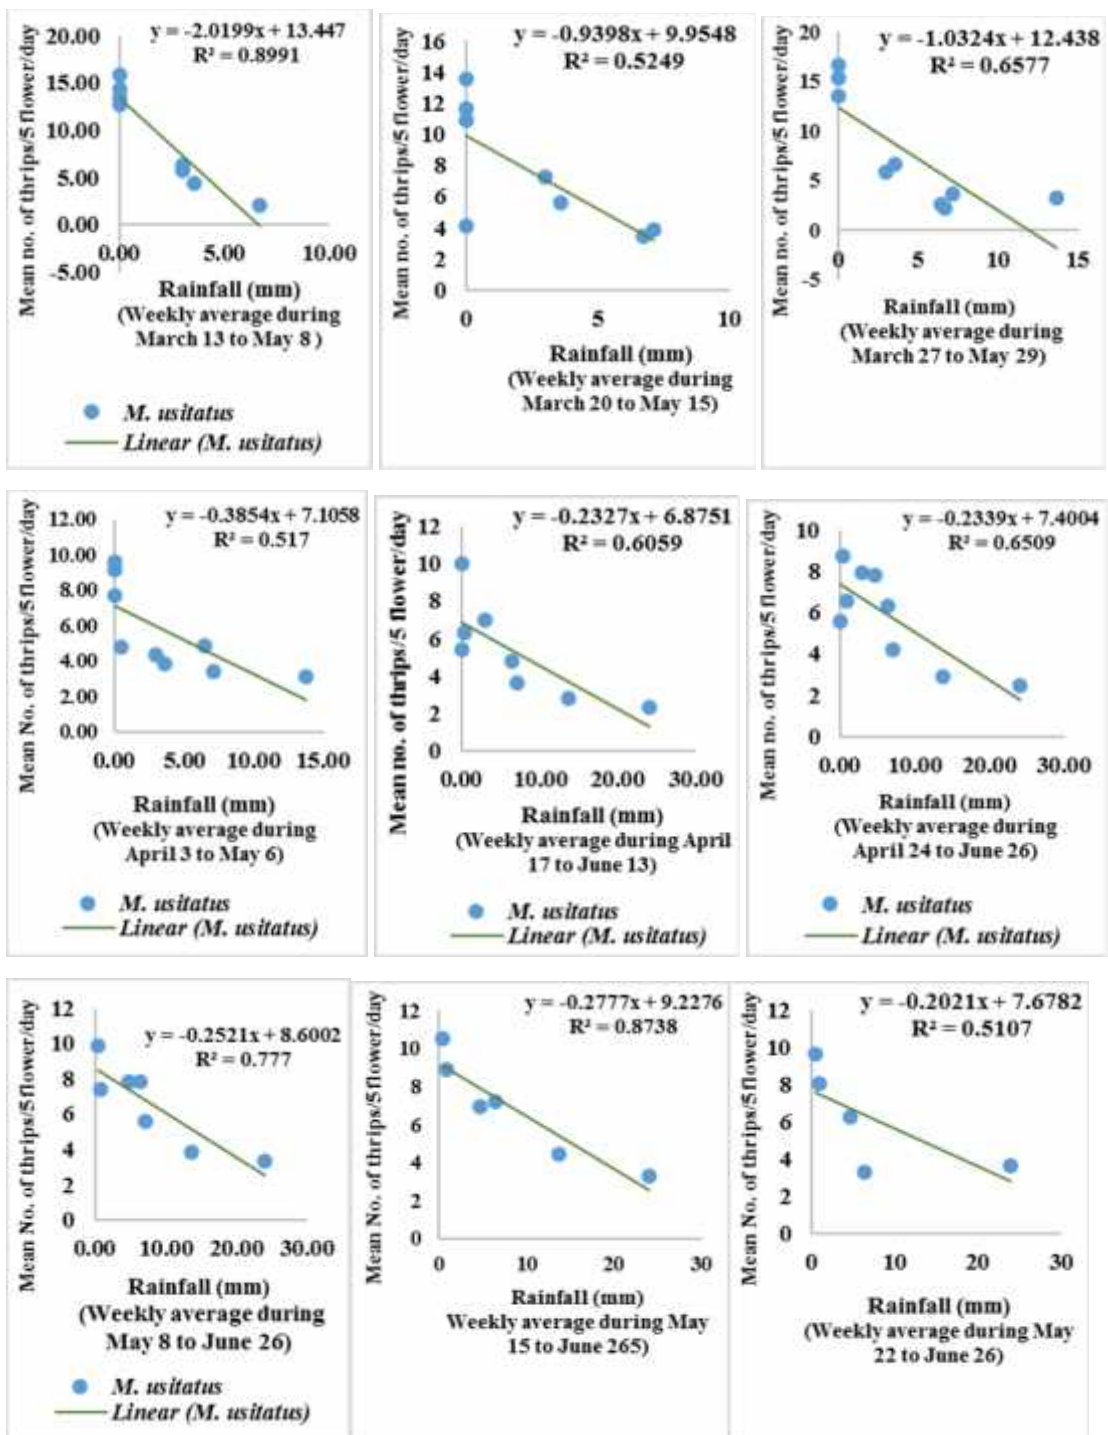 Mean no. of thrips/5 flower/day
y = -2.0199x + 13.447
R² = 0.8991
20.00
15.00
10.00
5.00
0.00
-5.00
0.00 5.00 10.00
Rainfall (mm)
(Weekly average during
March 13 to May 8 )
M. usitatus
Linear (M. usitatus)
Mean no. of thrips/5 flower/day
y = -0.9398x + 9.9548
R² = 0.5249
16
14
12
10
8
6
4
2
0
0 5 10
Rainfall (mm)
(Weekly average during
March 20 to May 15)
Mean no. of thrips/5 flower/day
y = -1.0324x + 12.438
R² = 0.6577
20
15
10
5
0
-5
0 5 10 15
Rainfall (mm)
(Weekly average during
March 27 to May 29)
Mean No. of thrips/5 flower/day
y = -0.3854x + 7.1058
R² = 0.517
12.00
10.00
8.00
6.00
4.00
2.00
0.00
0.00 5.00 10.00 15.00
Rainfall (mm)
(Weekly average during
April 3 to May 6)
M. usitatus
Linear (M. usitatus)
Mean no. of thrips/5 flower/day
y = -0.2327x + 6.8751
R² = 0.6059
12
10
8
6
4
2
0
0.00 10.00 20.00 30.00
Rainfall (mm)
(Weekly average during April
17 to June 13)
M. usitatus
Linear (M. usitatus)
Mean no. of thrips/5 flower/day
y = -0.2339x + 7.4004
R² = 0.6509
10
8
6
4
2
0
0.00 10.00 20.00 30.00
Rainfall (mm)
(Weekly average during
April 24 to June 26)
M. usitatus
Linear (M. usitatus)
Mean No. of thrips/5 flower/day
y = -0.2521x + 8.6002
R² = 0.777
12
10
8
6
4
2
0
0.00 10.00 20.00 30.00
Rainfall (mm)
(Weekly average during
May 8 to June 26)
M. usitatus
Linear (M. usitatus)
Mean No. of thrips/5 flower/day
y = -0.2777x + 9.2276
R² = 0.8738
12
10
8
6
4
2
0
0 10 20 30
Rainfall (mm)
Weekly average during May
15 to June 265)
Mean No. of thrips/5 flower/day
y = -0.2021x + 7.6782
R² = 0.5107
12
10
8
6
4
2
0
0 10 20 30
Rainfall (mm)
(Weekly average during May
22 to June 26)